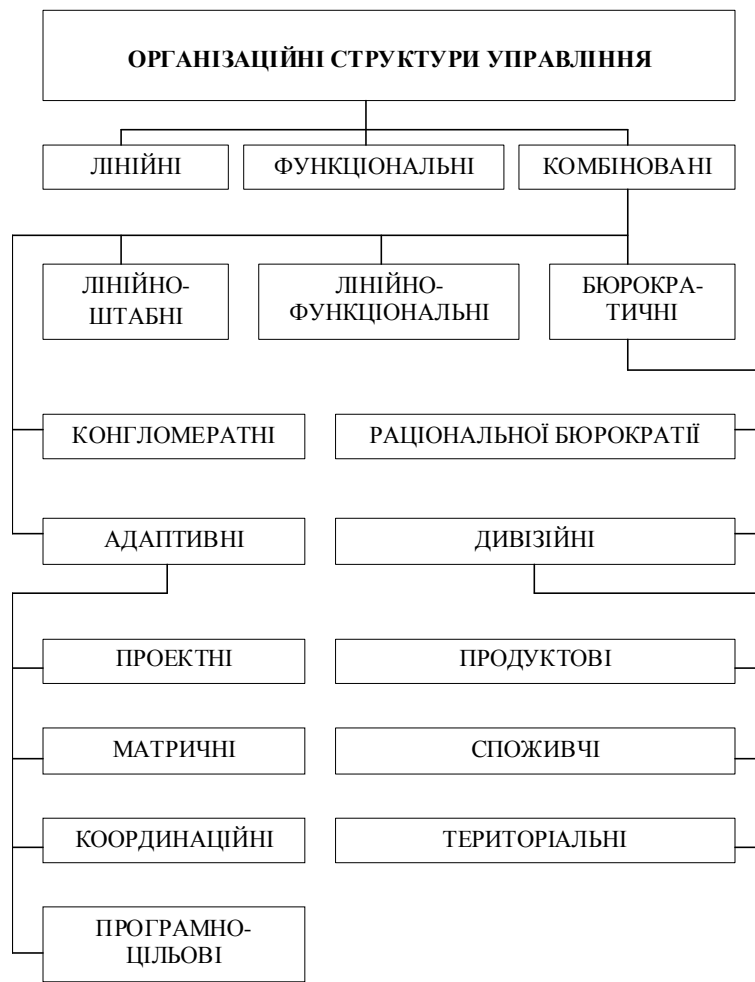 ОРГАНІЗАЦІЙНІ СТРУКТУРИ УПРАВЛІННЯ
ЛІНІЙНІ
ФУНКЦІОНАЛЬНІ
КОМБІНОВАНІ
ЛІНІЙНО-
ШТАБНІ
ЛІНІЙНО-
ФУНКЦІОНАЛЬНІ
БЮРОКРА-
ТИЧНІ
КОНГЛОМЕРАТНІ
РАЦІОНАЛЬНОЇ БЮРОКРАТІЇ
АДАПТИВНІ
ДИВІЗІЙНІ
ПРОЕКТНІ
ПРОДУКТОВІ
МАТРИЧНІ
СПОЖИВЧІ
КООРДИНАЦІЙНІ
ТЕРИТОРІАЛЬНІ
ПРОГРАМНО-
ЦІЛЬОВІ